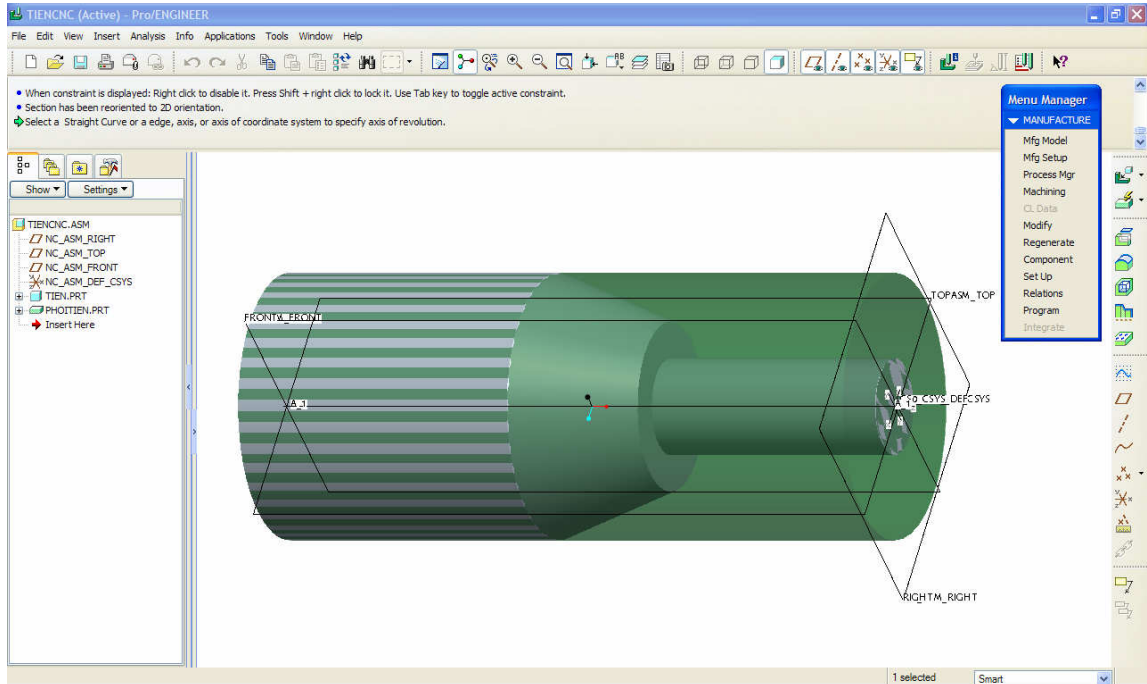 TIENCNC (Active) - Pro/ENGINEER
File Edit View Insert Analysis Info Applications Tools Window Help
• When constraint is displayed: Right click to disable it. Press Shift + right click to lock it. Use Tab key to toggle active constraint.
• Section has been reoriented to 2D orientation.
Select a Straight Curve or a edge, axis, or axis of coordinate system to specify axis of revolution.
Menu Manager
MANUFACTURE
Mfg Model
Mfg Setup
Process Mgr
Machining
CL Data
Modify
Regenerate
Component
Set Up
Relations
Program
Integrate
Show Settings
TIENCNC.ASM
NC_ASM_RIGHT
NC_ASM_TOP
NC_ASM_FRONT
NC_ASM_DEF_CSYS
TIEN.PRT
PHOITIEN.PRT
Insert Here
TOPASM_TOP
FRONTM_FRONT
A_1
A_1
CSYS_DEFCSYS
RIGHTM_RIGHT
1 selected Smart